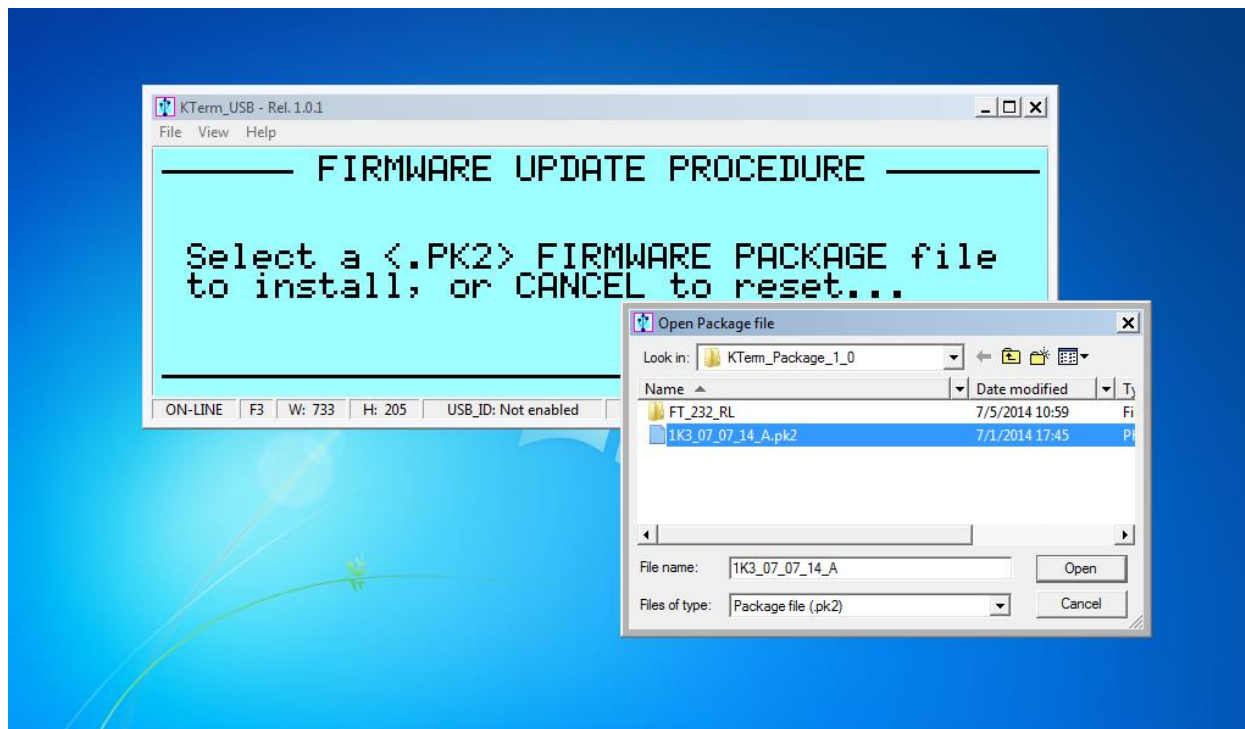 KTerm_USB - Rel. 1.0.1
File View Help
FIRMWARE UPDATE PROCEDURE
Select a <.PK2> FIRMWARE PACKAGE file
to install, or CANCEL to reset...
ON-LINE F3 W: 733 H: 205 USB_ID: Not enabled
Open Package file
Look in: KTerm_Package_1_0
Name Date modified Ty
FT_232_RL 7/5/2014 10:59 Fi
1K3_07_07_14_A.pk2 7/1/2014 17:45 PK
File name: 1K3_07_07_14_A Open
Files of type: Package file (.pk2) Cancel